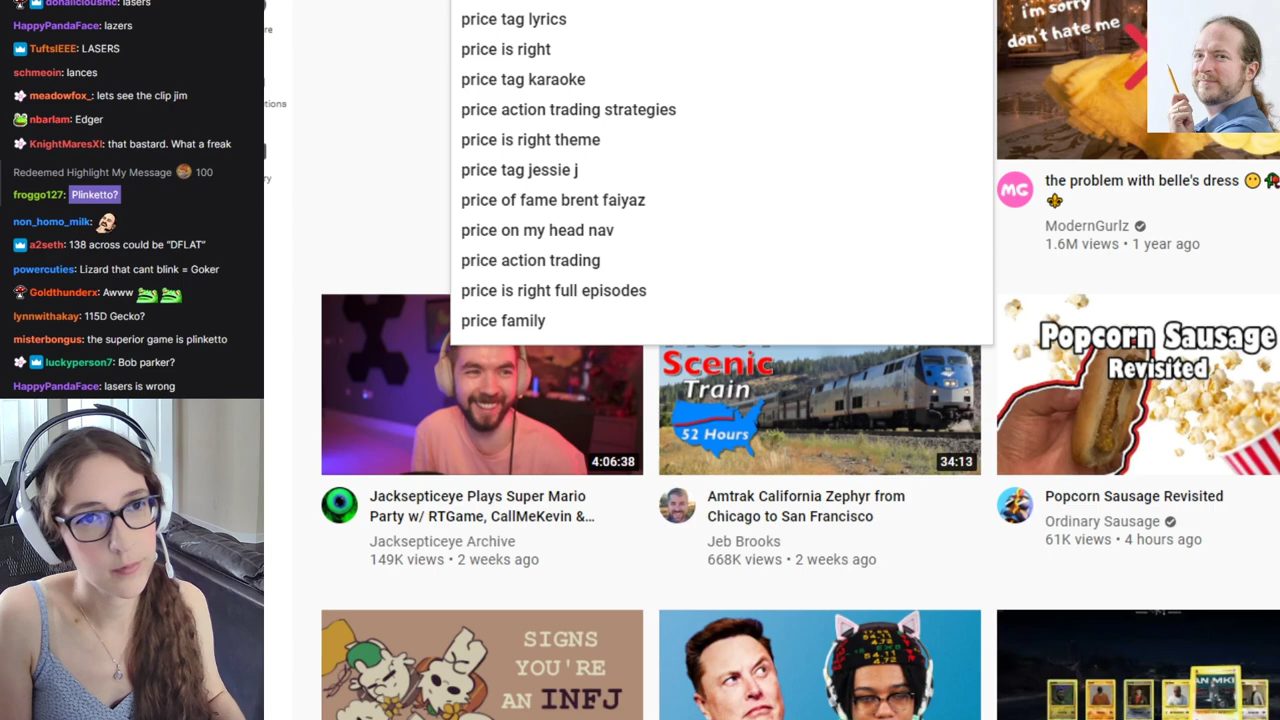 donaliciousmc: lasers
HappyPandaFace: lazers
TuftsIEEE: LASERS
schmeoin: lances
meadowfox_: lets see the clip jim
nbarlam: Edger
KnightMaresXI: that bastard. What a freak
Redeemed Highlight My Message 100
froggo127: Plinketto?
non_homo_milk:
a2seth: 138 across could be "DFLAT"
powercuties: Lizard that cant blink = Goker
Goldthunderx: Awww
lynnwithakay: 115D Gecko?
misterbongus: the superior game is plinketto
luckyperson7: Bob parker?
HappyPandaFace: lasers is wrong
price tag lyrics
price is right
price tag karaoke
price action trading strategies
price is right theme
price tag jessie j
price of fame brent faiyaz
price on my head nav
price action trading
price is right full episodes
price family
i'm sorry
don't hate me
MG
the problem with belle's dress
ModernGurlz
1.6M views • 1 year ago
4:06:38
Jacksepticeye Plays Super Mario
Party w/ RTGame, CallMeKevin &...
Jacksepticeye Archive
149K views • 2 weeks ago
Scenic
Train
52 Hours
34:13
Amtrak California Zephyr from
Chicago to San Francisco
Jeb Brooks
668K views • 2 weeks ago
Popcorn Sausage
Revisited
Popcorn Sausage Revisited
Ordinary Sausage
61K views • 4 hours ago
SIGNS
YOU'RE
AN INFJ